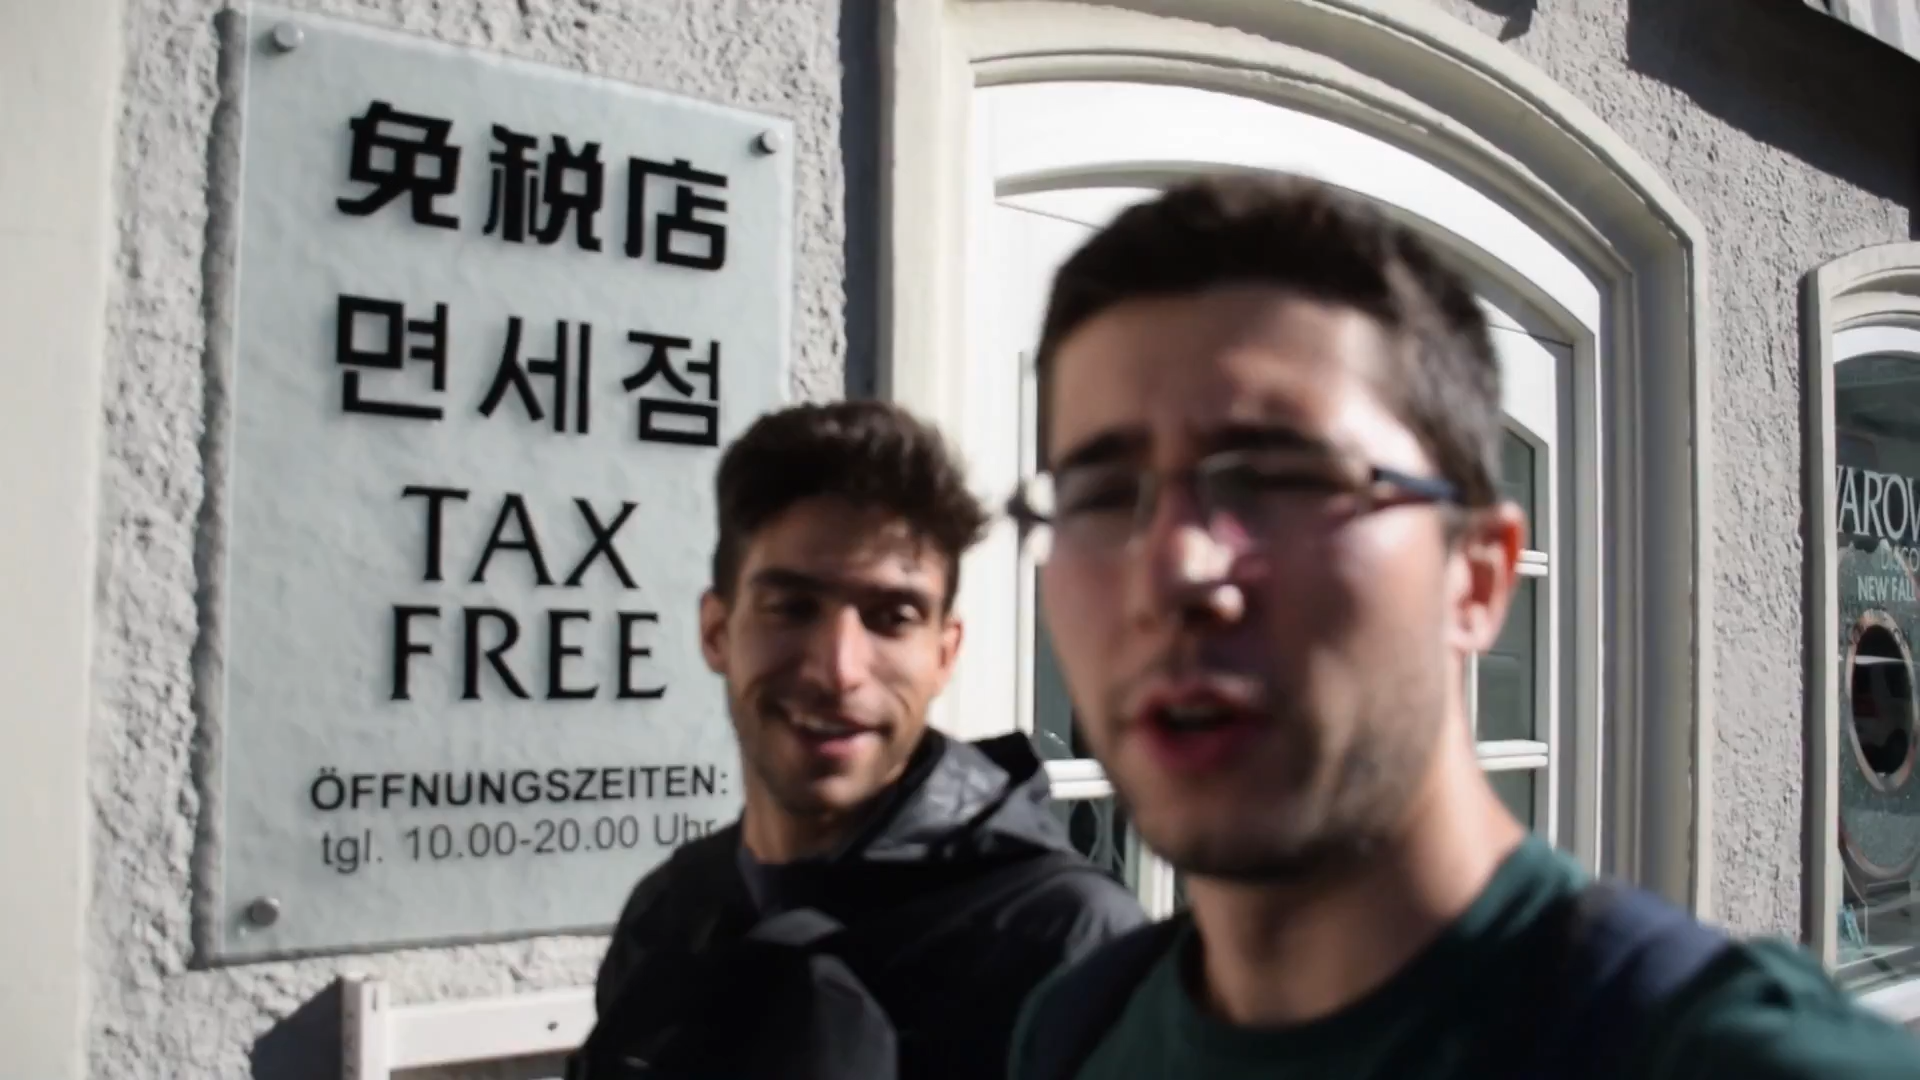 免税店
면세점
TAX
FREE
ÖFFNUNGSZEITEN:
tgl. 10.00-20.00 Uhr
NEW FALL